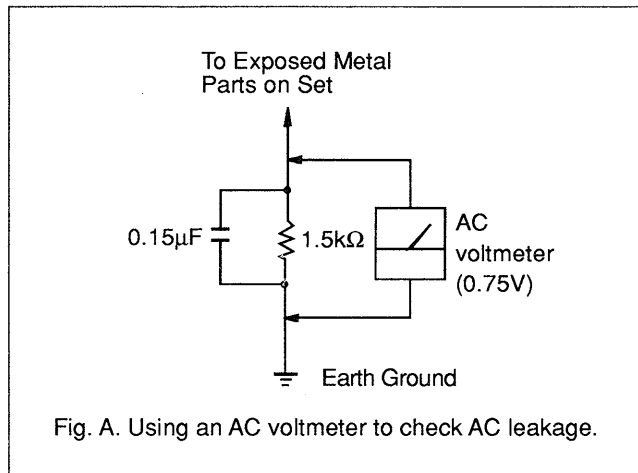 To Exposed Metal
Parts on Set
0.15µF
1.5kΩ
AC
voltmeter
(0.75V)
Earth Ground
Fig. A. Using an AC voltmeter to check AC leakage.